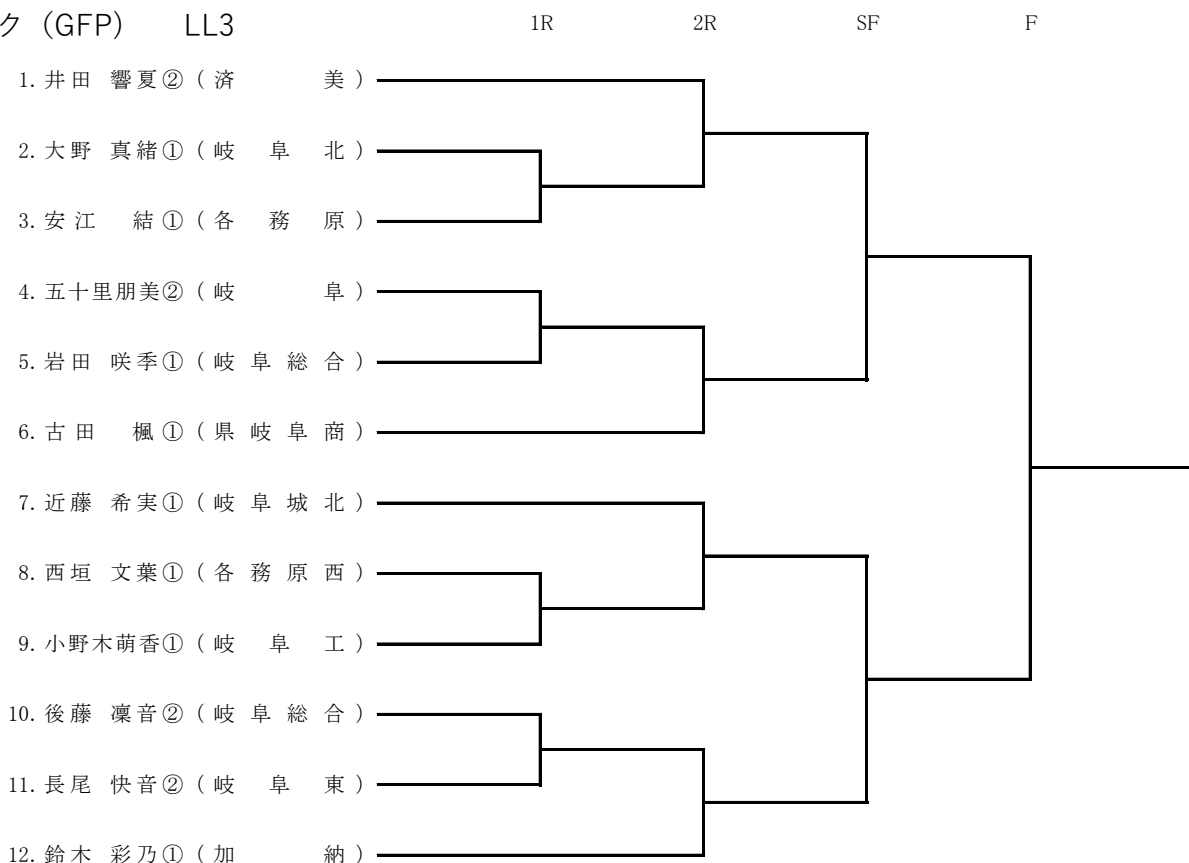 ク（GFP） LL3 1R 2R SF F
1. 井田 響夏②（済 美）
2. 大野 真緒①（岐 阜 北）
3. 安江 結①（各 務 原）
4. 五十里朋美②（岐 阜）
5. 岩田 咲季①（岐 阜 総 合）
6. 古田 楓①（県 岐 阜 商）
7. 近藤 希実①（岐 阜 城 北）
8. 西垣 文葉①（各 務 原 西）
9. 小野木萌香①（岐 阜 工）
10. 後藤 凜音②（岐 阜 総 合）
11. 長尾 快音②（岐 阜 東）
12. 鈴木 彩乃①（加 納）